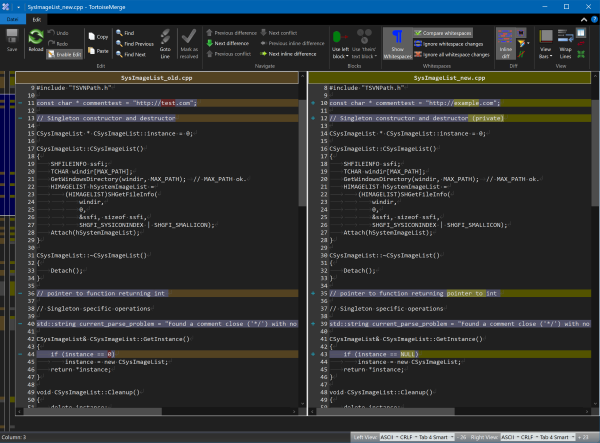 SysImageList_new.cpp - TortoiseMerge
Data Edit
Save
Reload
Undo
Redo
Enable Edit
Copy
Paste
Find
Find Previous
Find Next
Goto Line
Mark as resolved
Previous difference
Next difference
Previous conflict
Next conflict
Previous inline difference
Next inline difference
Use left block
Use 'theirs' text block
Show Whitespaces
Compare whitespaces
Ignore whitespace changes
Ignore all whitespace changes
Inline diff
View Bars
Wrap Lines
Edit
Navigate
Blocks
Whitespaces
Diff
View
SysImageList_old.cpp
9 #include "TSVNPath.h"
10
11 const char * commenttest = "http://test.com";
12
13 // Singleton constructor and destructor
14
15 CSysImageList * CSysImageList::instance = 0;
16
17 CSysImageList::CSysImageList()
18 {
19 SHFILEINFO ssfi;
20 TCHAR windir[MAX_PATH];
21 GetWindowsDirectory(windir, MAX_PATH); // MAX_PATH ok.
22 HIMAGELIST hSystemImageList =
23 (HIMAGELIST)SHGetFileInfo(
24 windir,
25 0,
26 &ssfi, sizeof ssfi,
27 SHGFI_SYSICONINDEX | SHGFI_SMALLICON);
28 Attach(hSystemImageList);
29 }
30
31 CSysImageList::~CSysImageList()
32 {
33 Detach();
34 }
35
36 // pointer to function returning int
37
38 // Singleton specific operations
39
40 std::string current_parse_problem = "Found a comment close ('*/') with no
41
42 CSysImageList& CSysImageList::GetInstance()
43 {
44 if (instance == 0)
45 instance = new CSysImageList;
46 return *instance;
47 }
48
49 void CSysImageList::Cleanup()
50 {
51 delete instance;
SysImageList_new.cpp
8 #include "TSVNPath.h"
9
10 const char * commenttest = "http://example.com";
11
12 // Singleton constructor and destructor (private)
13
14 CSysImageList * CSysImageList::instance = 0;
15
16 CSysImageList::CSysImageList()
17 {
18 SHFILEINFO ssfi;
19 TCHAR windir[MAX_PATH];
20 GetWindowsDirectory(windir, MAX_PATH); // MAX_PATH ok.
21 HIMAGELIST hSystemImageList =
22 (HIMAGELIST)SHGetFileInfo(
23 windir,
24 0,
25 &ssfi, sizeof ssfi,
26 SHGFI_SYSICONINDEX | SHGFI_SMALLICON);
27 Attach(hSystemImageList);
28 }
29
30 CSysImageList::~CSysImageList()
31 {
32 Detach();
33 }
34
35 // pointer to function returning pointer to int
36
37 // Singleton specific operations
38
39 std::string current_parse_problem = "Found a comment close ('*/') with no
40
41 CSysImageList& CSysImageList::GetInstance()
42 {
43 if (instance == NULL)
44 instance = new CSysImageList;
45 return *instance;
46 }
47
48 void CSysImageList::Cleanup()
49 {
50 delete instance;
Column: 3
Left View: ASCII CRLF Tab 4 Smart - 36 Right View: ASCII CRLF Tab 4 Smart + 23